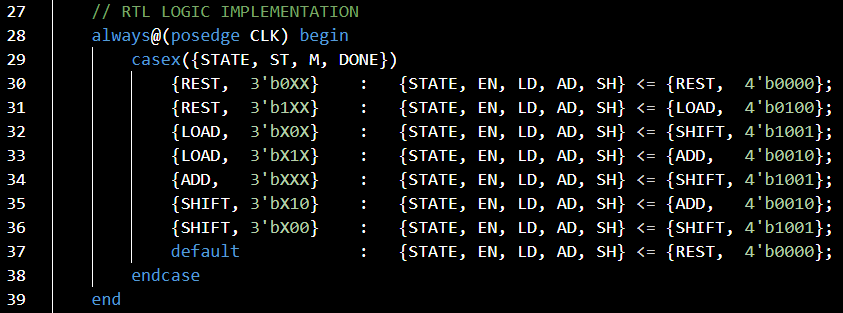 27 // RTL LOGIC IMPLEMENTATION
28 always@(posedge CLK) begin
29 casex({STATE, ST, M, DONE})
30 {REST, 3'b0XX} : {STATE, EN, LD, AD, SH} <= {REST, 4'b0000};
31 {REST, 3'b1XX} : {STATE, EN, LD, AD, SH} <= {LOAD, 4'b0100};
32 {LOAD, 3'bX0X} : {STATE, EN, LD, AD, SH} <= {SHIFT, 4'b1001};
33 {LOAD, 3'bX1X} : {STATE, EN, LD, AD, SH} <= {ADD, 4'b0010};
34 {ADD, 3'bXXX} : {STATE, EN, LD, AD, SH} <= {SHIFT, 4'b1001};
35 {SHIFT, 3'bX10} : {STATE, EN, LD, AD, SH} <= {ADD, 4'b0010};
36 {SHIFT, 3'bX00} : {STATE, EN, LD, AD, SH} <= {SHIFT, 4'b1001};
37 default : {STATE, EN, LD, AD, SH} <= {REST, 4'b0000};
38 endcase
39 end